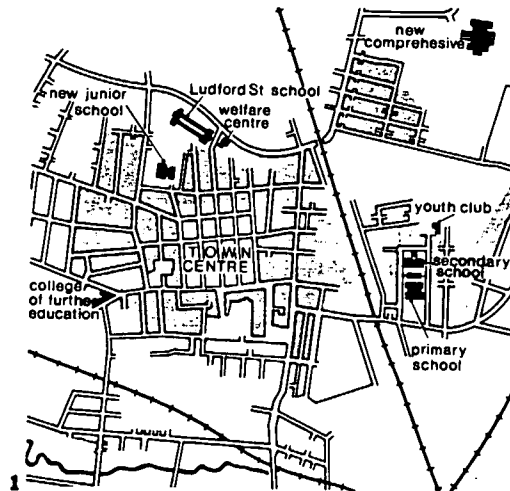 new
comprehesive
Ludford St school
new junior
school
welfare
centre
youth club
TOWN
CENTRE
secondary
school
college
of further
education
primary
school
1